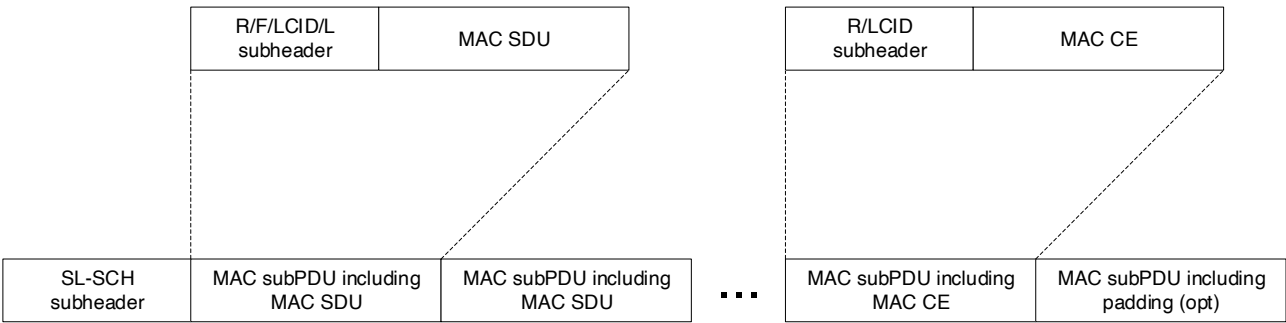 R/F/LCID/L
subheader
MAC SDU
R/LCID
subheader
MAC CE
SL-SCH
subheader
MAC subPDU including
MAC SDU
MAC subPDU including
MAC SDU
...
MAC subPDU including
MAC CE
MAC subPDU including
padding (opt)